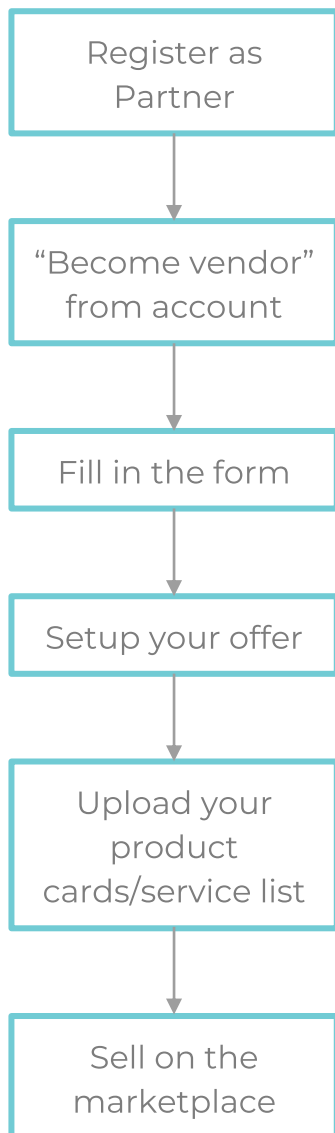 Register as
Partner
“Become vendor”
from account
Fill in the form
Setup your offer
Upload your
product
cards/service list
Sell on the
marketplace